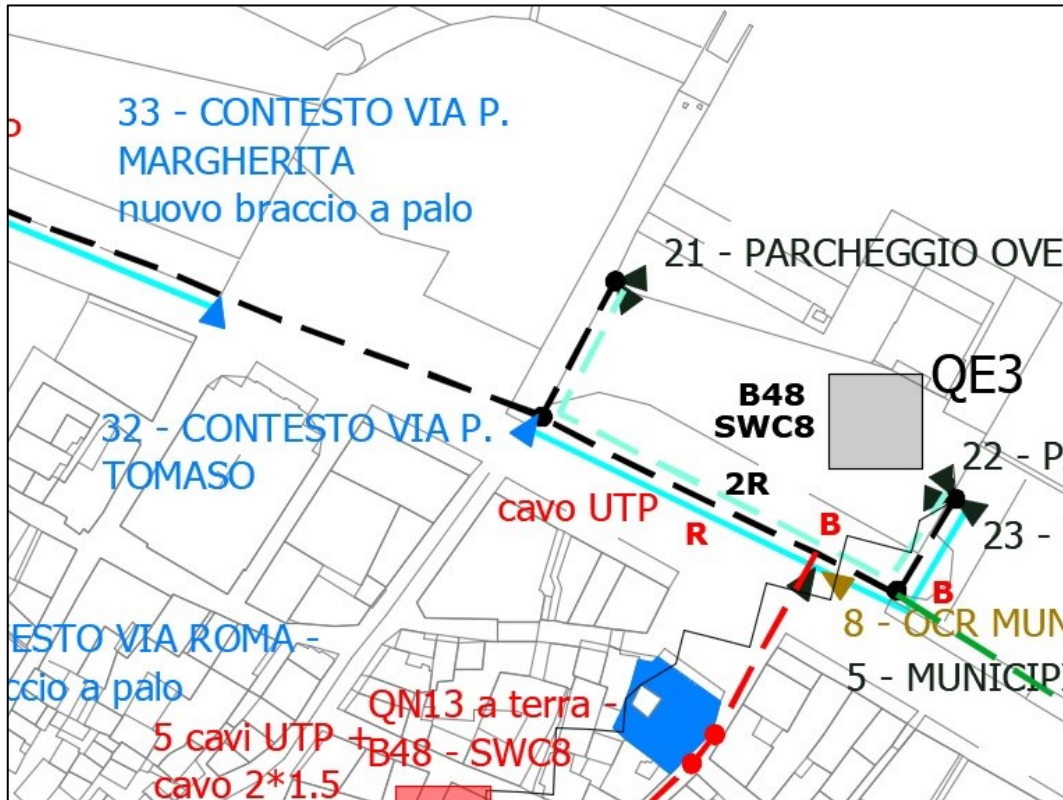 33 - CONTESTO VIA P.
MARGHERITA
nuovo braccio a palo
21 - PARCHEGGIO OVE
QE3
B48
SWC8
32 - CONTESTO VIA P.
TOMASO
22 - P
2R
cavo UTP
R
B
23 -
B
8 - OCR MUN
ESTO VIA ROMA -
ccio a palo
5 - MUNICIP
QN13 a terra -
B48 - SWC8
5 cavi UTP +
cavo 2*1.5